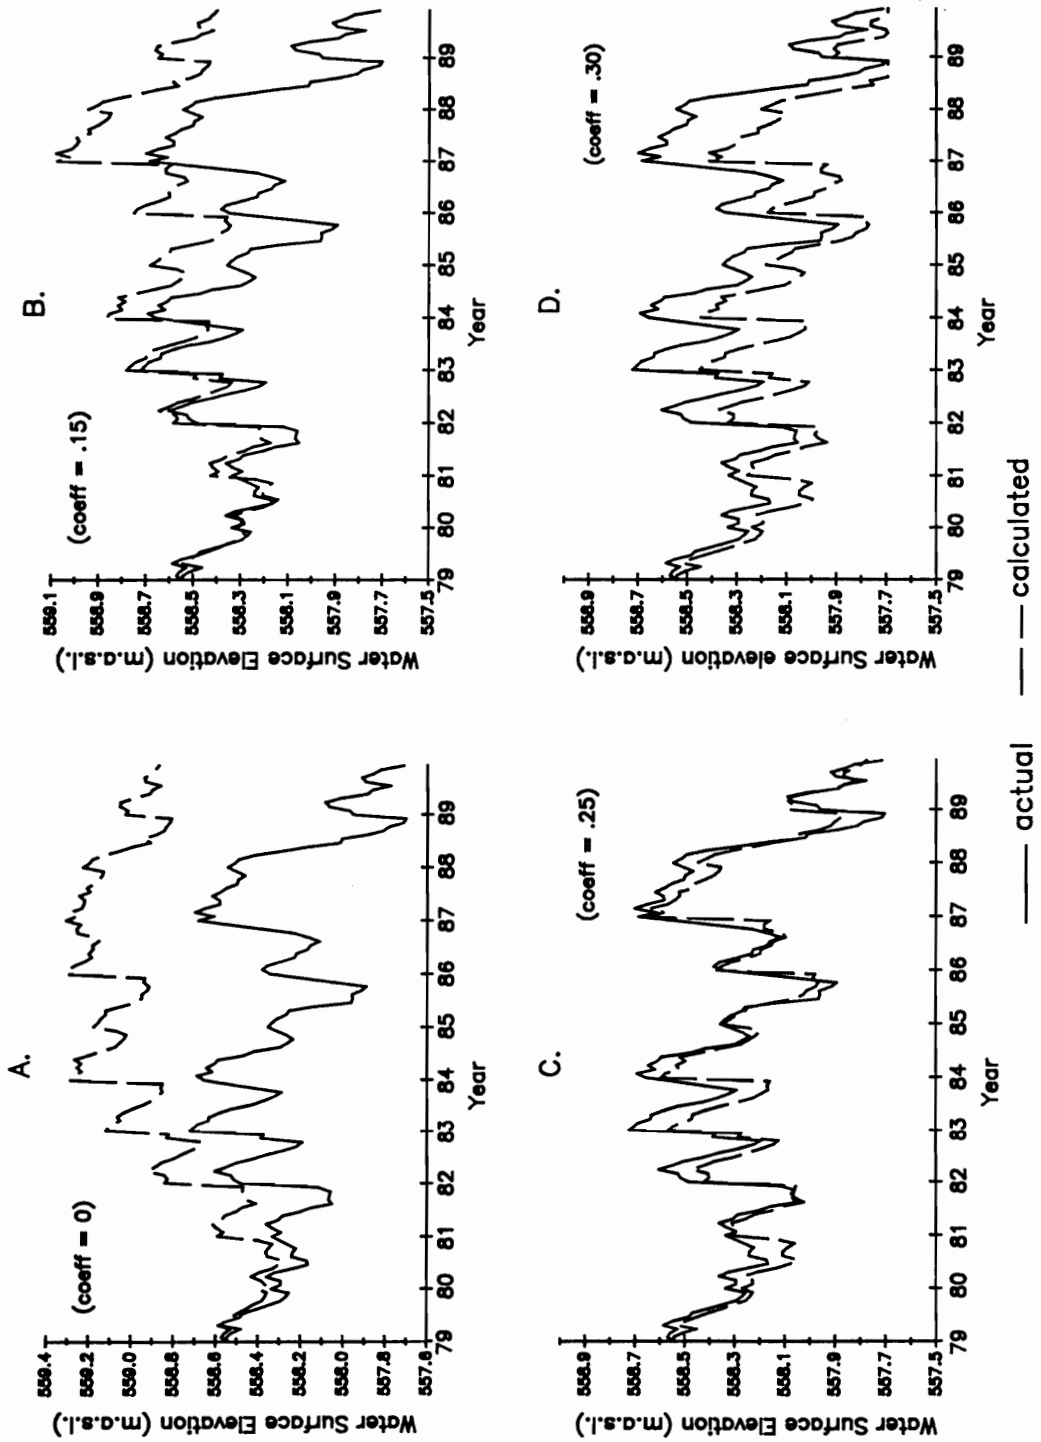 A.
(coeff = 0)
Water Surface Elevation (m.a.s.l.)
559.4
559.2
559.0
558.8
558.6
558.4
558.2
558.0
557.8
557.6
79 80 81 82 83 84 85 86 87 88 89
Year
B.
(coeff = .15)
Water Surface Elevation (m.a.s.l.)
559.1
558.9
558.7
558.5
558.3
558.1
557.9
557.7
557.5
79 80 81 82 83 84 85 86 87 88 89
Year
C.
(coeff = .25)
Water Surface Elevation (m.a.s.l.)
558.9
558.7
558.5
558.3
558.1
557.9
557.7
557.5
79 80 81 82 83 84 85 86 87 88 89
Year
D.
(coeff = .30)
Water Surface elevation (m.a.s.l.)
558.9
558.7
558.5
558.3
558.1
557.9
557.7
557.5
79 80 81 82 83 84 85 86 87 88 89
Year
actual
calculated